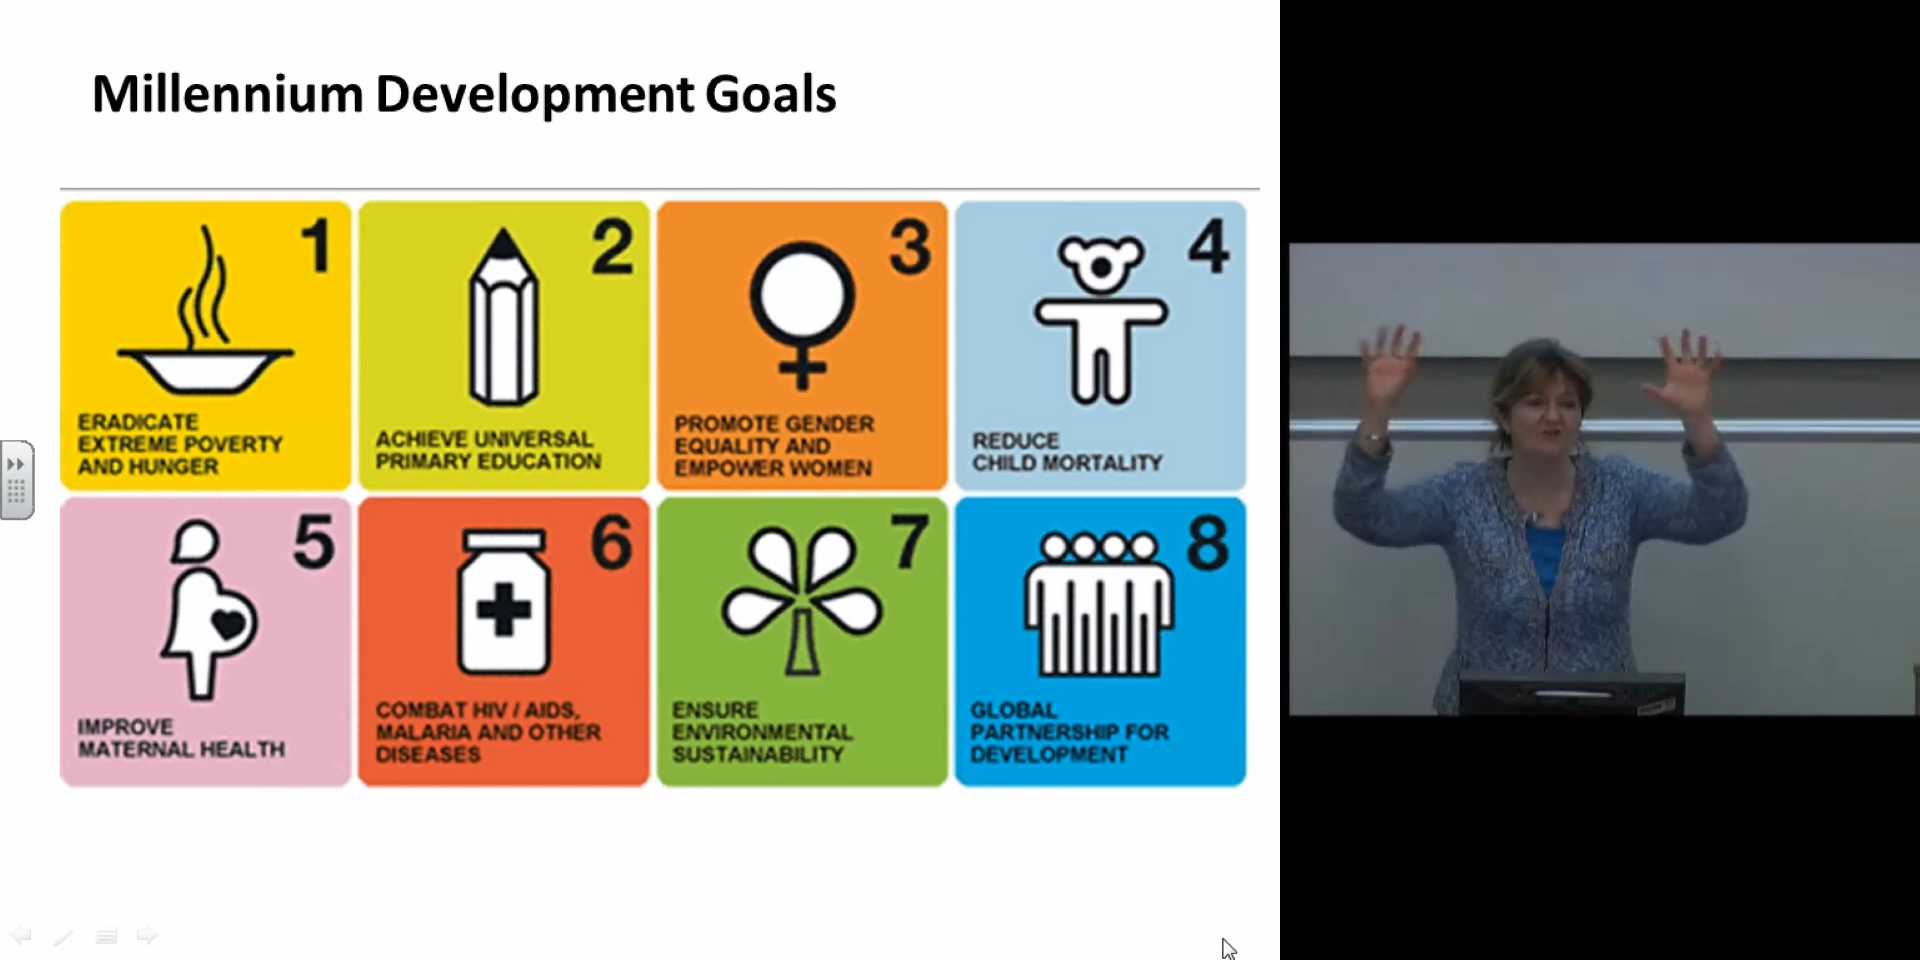 Millennium Development Goals
1
ERADICATE
EXTREME POVERTY
AND HUNGER
2
ACHIEVE UNIVERSAL
PRIMARY EDUCATION
3
PROMOTE GENDER
EQUALITY AND
EMPOWER WOMEN
4
REDUCE
CHILD MORTALITY
5
IMPROVE
MATERNAL HEALTH
6
COMBAT HIV / AIDS,
MALARIA AND OTHER
DISEASES
7
ENSURE
ENVIRONMENTAL
SUSTAINABILITY
8
GLOBAL
PARTNERSHIP FOR
DEVELOPMENT